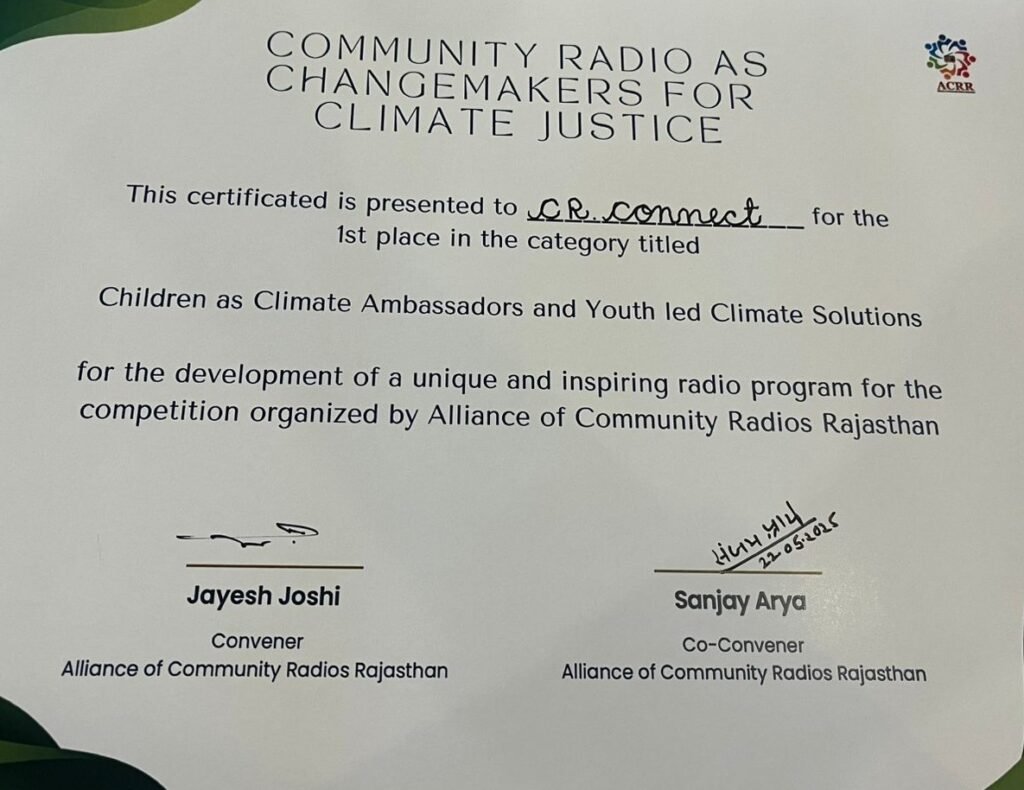 COMMUNITY RADIO AS
CHANGEMAKERS FOR
CLIMATE JUSTICE
ACRR
This certificated is presented to CR.connect__ for the
1st place in the category titled
Children as Climate Ambassadors and Youth led Climate Solutions
for the development of a unique and inspiring radio program for the
competition organized by Alliance of Community Radios Rajasthan
22-05-2025
Jayesh Joshi
Convener
Alliance of Community Radios Rajasthan
Sanjay Arya
Co-Convener
Alliance of Community Radios Rajasthan